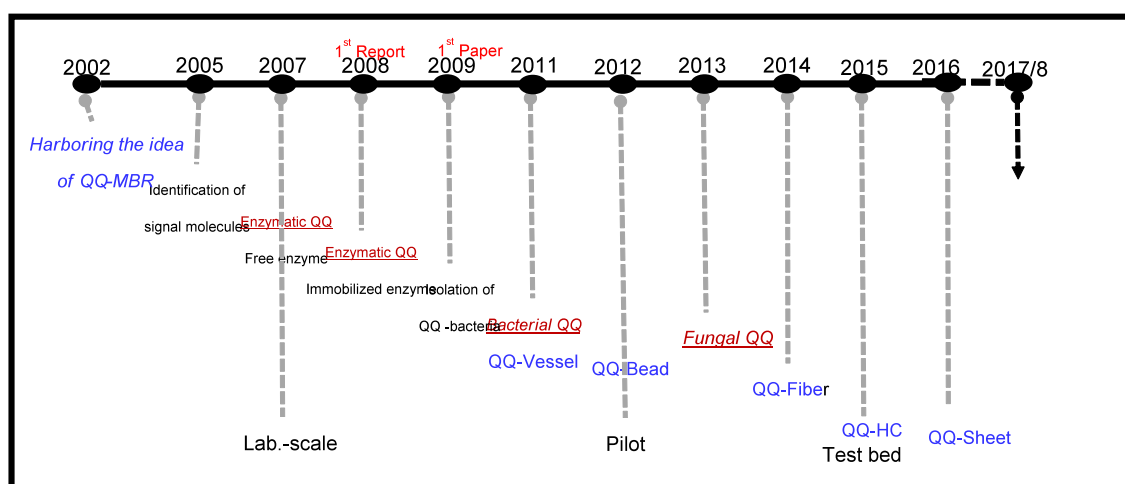 1st Report
1st Paper
2002
2005
2007
2008
2009
2011
2012
2013
2014
2015
2016
2017/8
Harboring the idea
of QQ-MBR
Identification of
signal molecules
Enzymatic QQ
Free enzyme
Enzymatic QQ
Immobilized enzyme
Isolation of
QQ -bacteria
Bacterial QQ
QQ-Vessel
QQ-Bead
Fungal QQ
QQ-Fiber
QQ-HC
QQ-Sheet
Lab.-scale
Pilot
Test bed